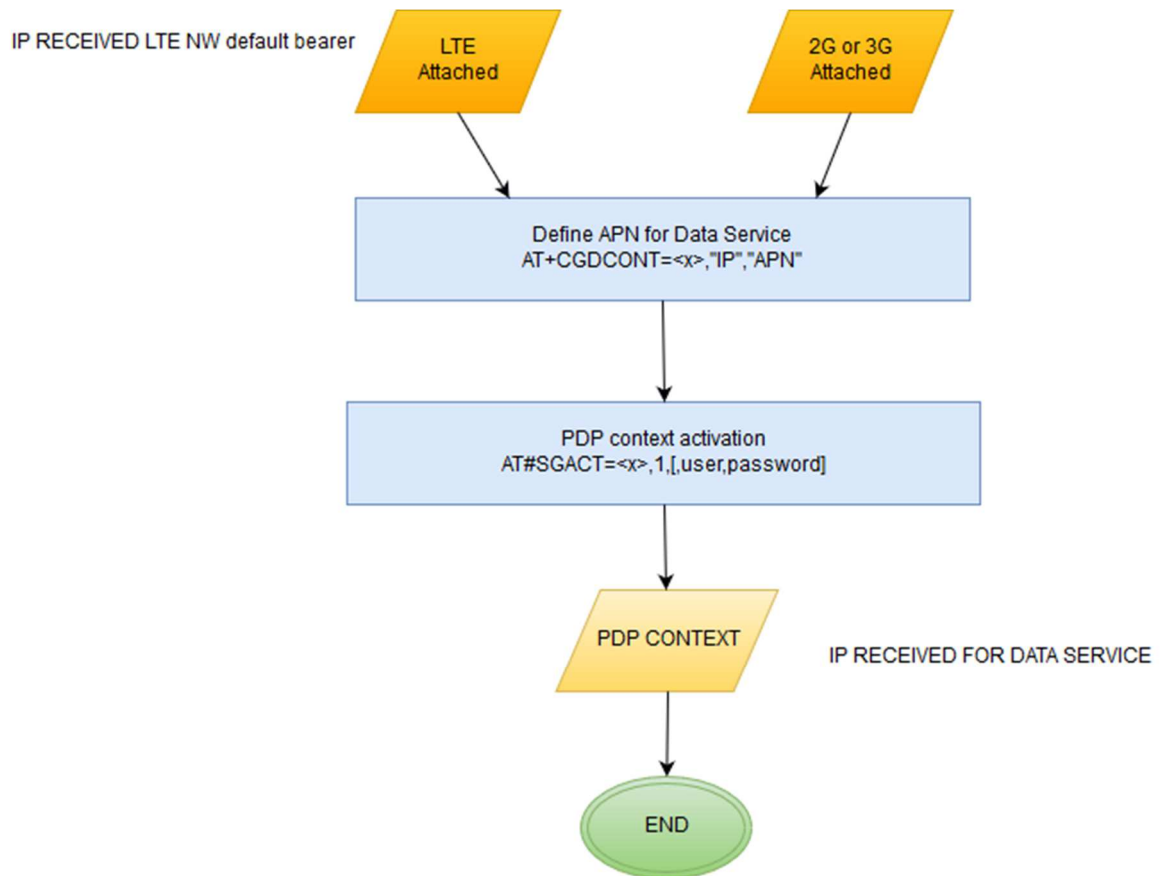 IP RECEIVED LTE NW default bearer
LTE
Attached
2G or 3G
Attached
Define APN for Data Service
AT+CGDCONT=<x>,"IP","APN"
PDP context activation
AT#SGACT=<x>,1,[,user,password]
PDP CONTEXT
IP RECEIVED FOR DATA SERVICE
END